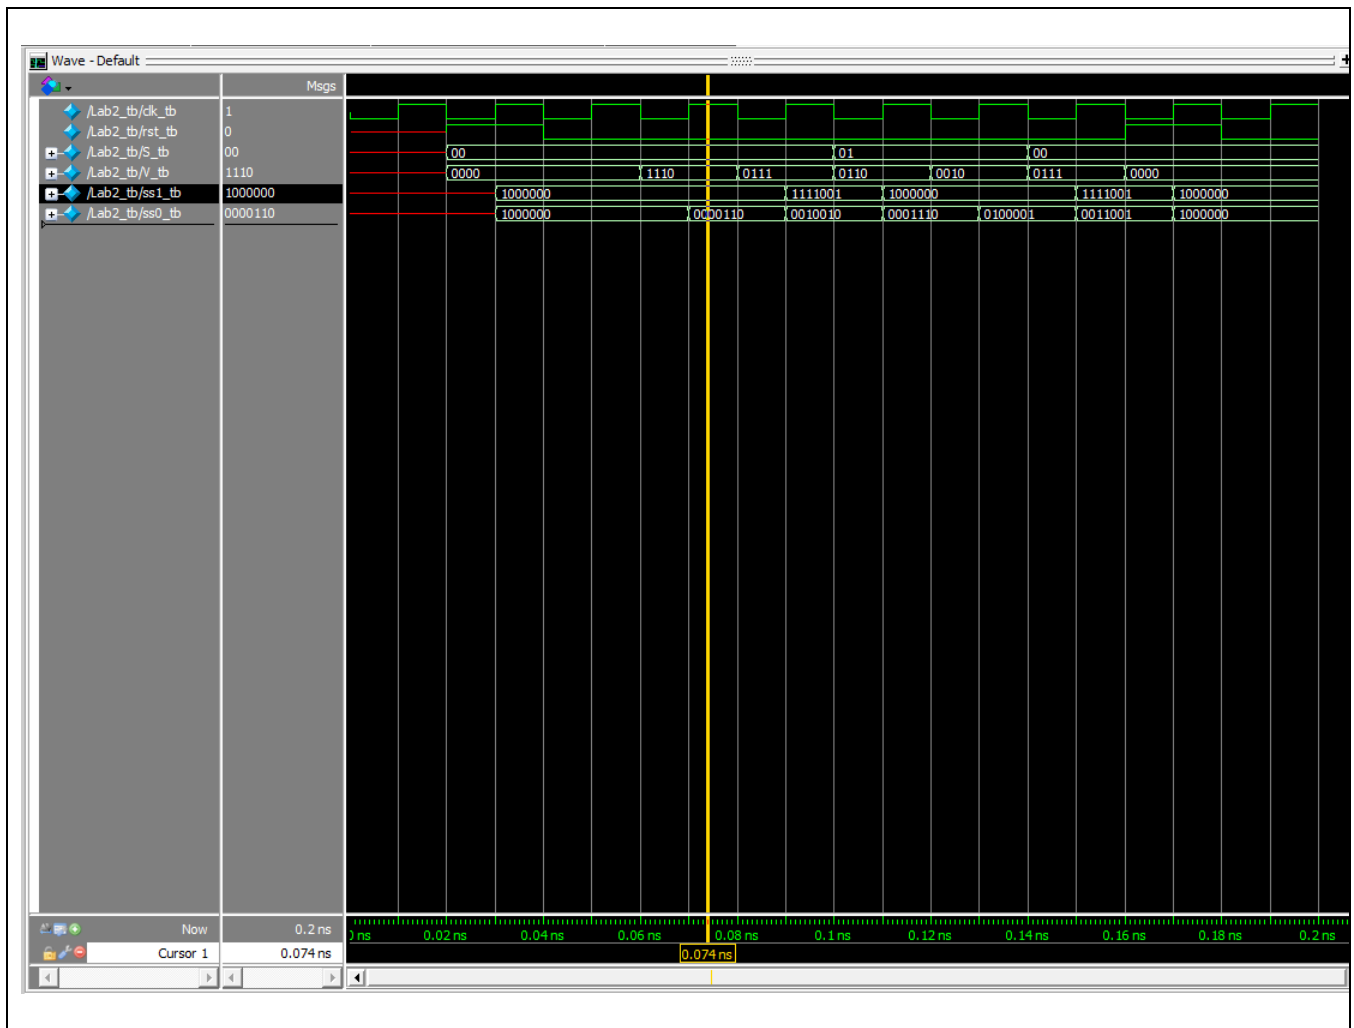 Wave - Default
Msgs
/Lab2_tb/clk_tb 1
/Lab2_tb/rst_tb 0
/Lab2_tb/S_tb 00 00 01 00
/Lab2_tb/V_tb 1110 0000 1110 0111 0110 0010 0111 0000
/Lab2_tb/ss1_tb 1000000 1000000 1111001 1000000 1111001 1000000
/Lab2_tb/ss0_tb 0000110 1000000 0000110 0010010 0001110 0100001 0011001 1000000
Now 0.2 ns ns 0.02 ns 0.04 ns 0.06 ns 0.08 ns 0.1 ns 0.12 ns 0.14 ns 0.16 ns 0.18 ns 0.2 ns
Cursor 1 0.074 ns 0.074 ns